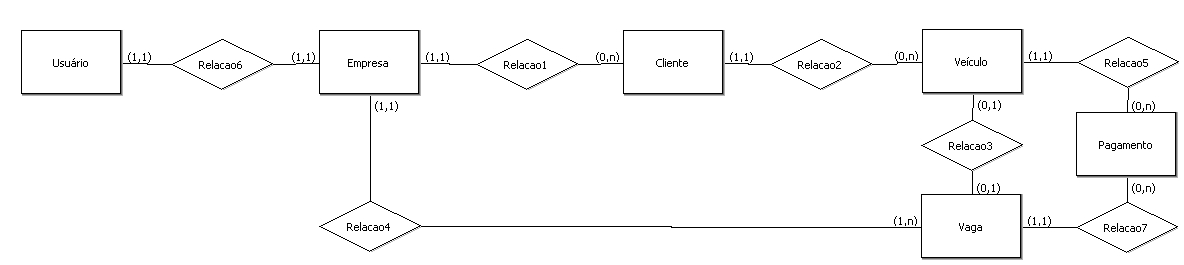 Usuário
(1,1)
Relacao6
(1,1)
Empresa
(1,1)
Relacao1
(0,n)
Cliente
(1,1)
Relacao2
(0,n)
Veículo
(1,1)
Relacao5
(1,1)
(0,1)
(0,n)
Relacao3
Pagamento
(0,1)
(0,n)
Relacao4
(1,n)
Vaga
(1,1)
Relacao7